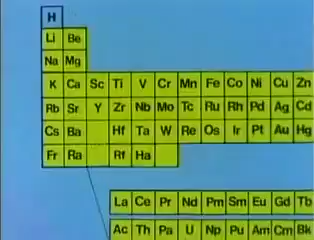 H
Li Be
Na Mg
K Ca Sc Ti V Cr Mn Fe Co Ni Cu Zn
Rb Sr Y Zr Nb Mo Tc Ru Rh Pd Ag Cd
Cs Ba Hf Ta W Re Os Ir Pt Au Hg
Fr Ra Rf Ha
La Ce Pr Nd Pm Sm Eu Gd Tb
Ac Th Pa U Np Pu Am Cm Bk